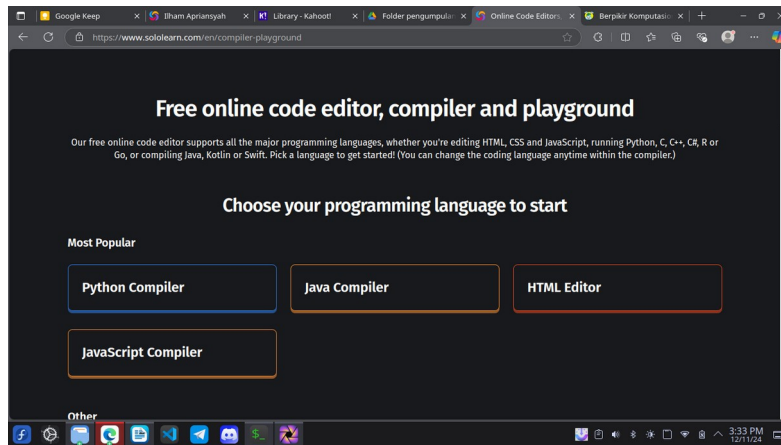 Google Keep
Ilham Apriansyah
Library - Kahoot!
Folder pengumpulan
Online Code Editors,
Berpikir Komputasio
https://www.sololearn.com/en/compiler-playground
Free online code editor, compiler and playground
Our free online code editor supports all the major programming languages, whether you're editing HTML, CSS and JavaScript, running Python, C, C++, C#, R or
Go, or compiling Java, Kotlin or Swift. Pick a language to get started! (You can change the coding language anytime within the compiler.)
Choose your programming language to start
Most Popular
Python Compiler
Java Compiler
HTML Editor
JavaScript Compiler
Other
3:33 PM
12/11/24